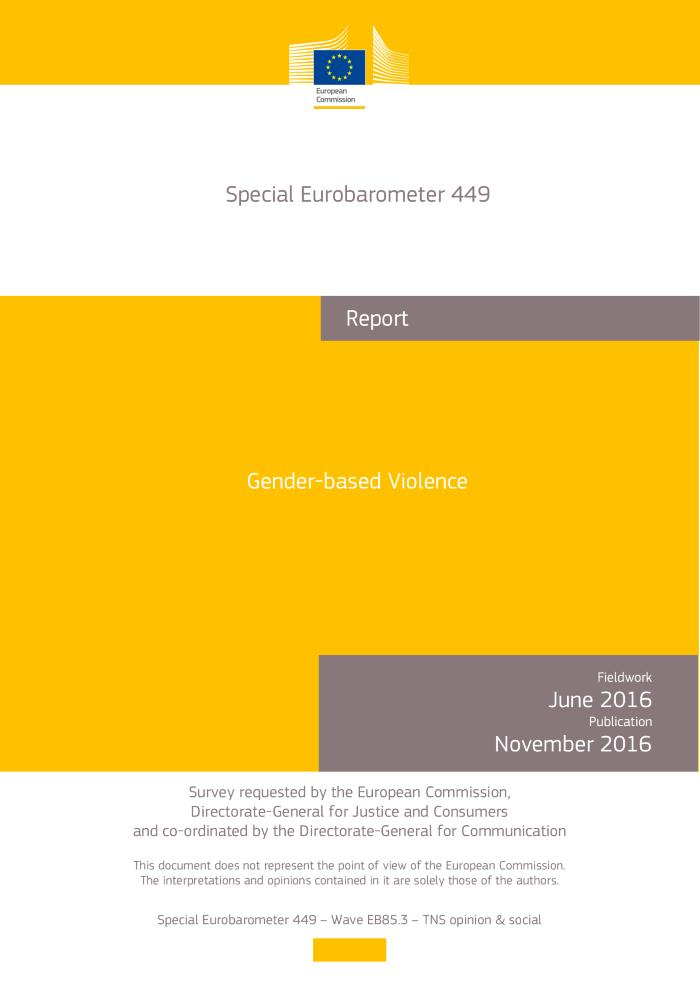 European
Commission
Special Eurobarometer 449
Report
Gender-based Violence
Fieldwork
June 2016
Publication
November 2016
Survey requested by the European Commission,
Directorate-General for Justice and Consumers
and co-ordinated by the Directorate-General for Communication
This document does not represent the point of view of the European Commission.
The interpretations and opinions contained in it are solely those of the authors.
Special Eurobarometer 449 – Wave EB85.3 – TNS opinion & social